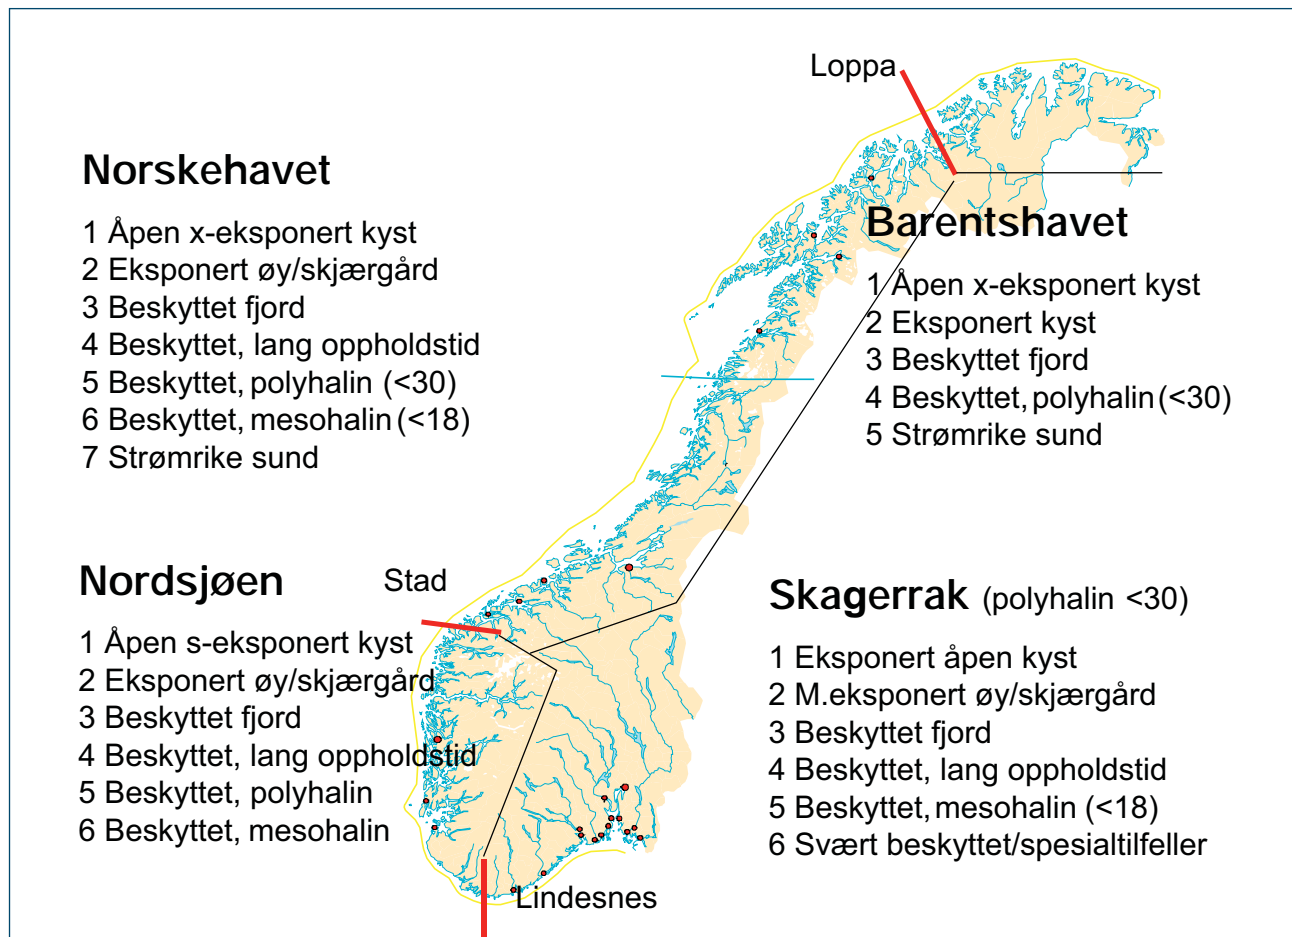 Loppa
Norskehavet
1 Åpen x-eksponert kyst
2 Eksponert øy/skjærgård
3 Beskyttet fjord
4 Beskyttet, lang oppholdstid
5 Beskyttet, polyhalin (<30)
6 Beskyttet, mesohalin (<18)
7 Strømrike sund
Barentshavet
1 Åpen x-eksponert kyst
2 Eksponert kyst
3 Beskyttet fjord
4 Beskyttet, polyhalin (<30)
5 Strømrike sund
Nordsjøen
Stad
1 Åpen s-eksponert kyst
2 Eksponert øy/skjærgård
3 Beskyttet fjord
4 Beskyttet, lang oppholdstid
5 Beskyttet, polyhalin
6 Beskyttet, mesohalin
Skagerrak (polyhalin <30)
1 Eksponert åpen kyst
2 M.eksponert øy/skjærgård
3 Beskyttet fjord
4 Beskyttet, lang oppholdstid
5 Beskyttet, mesohalin (<18)
6 Svært beskyttet/spesialtilfeller
Lindesnes